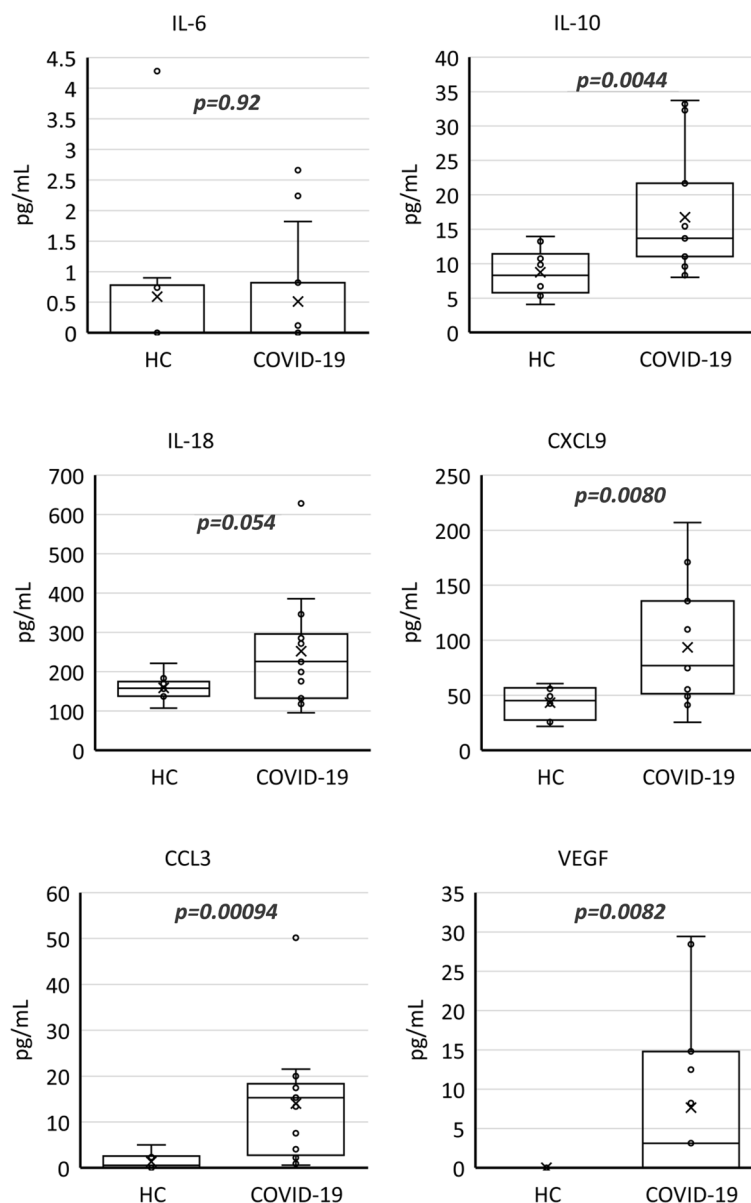 IL-6
4.5
4
3.5
3
2.5
2
1.5
1
0.5
0
pg/mL
p=0.92
HC COVID-19
IL-10
40
35
30
25
20
15
10
5
0
pg/mL
p=0.0044
HC COVID-19
IL-18
700
600
500
400
300
200
100
0
pg/mL
p=0.054
HC COVID-19
CXCL9
250
200
150
100
50
0
pg/mL
p=0.0080
HC COVID-19
CCL3
60
50
40
30
20
10
0
pg/mL
p=0.00094
HC COVID-19
VEGF
35
30
25
20
15
10
5
0
pg/mL
p=0.0082
HC COVID-19